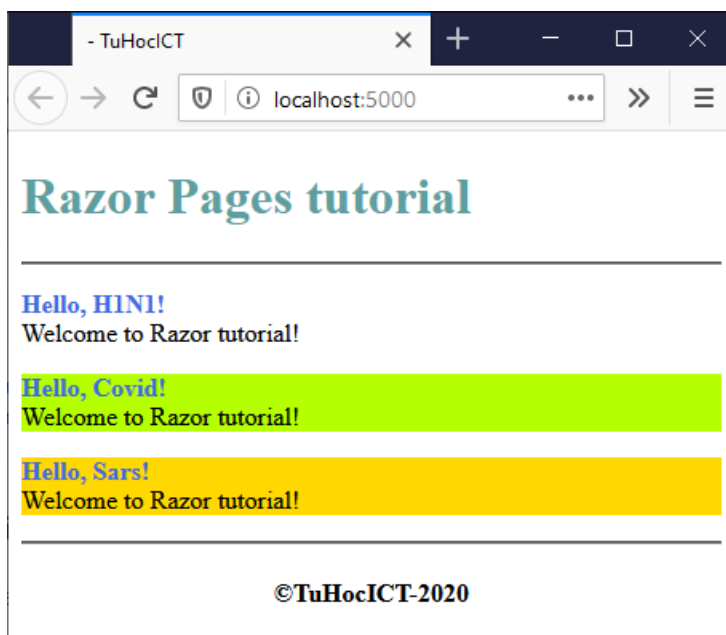 - TuHocICT
localhost:5000
Razor Pages tutorial
Hello, H1N1!
Welcome to Razor tutorial!
Hello, Covid!
Welcome to Razor tutorial!
Hello, Sars!
Welcome to Razor tutorial!
©TuHocICT-2020